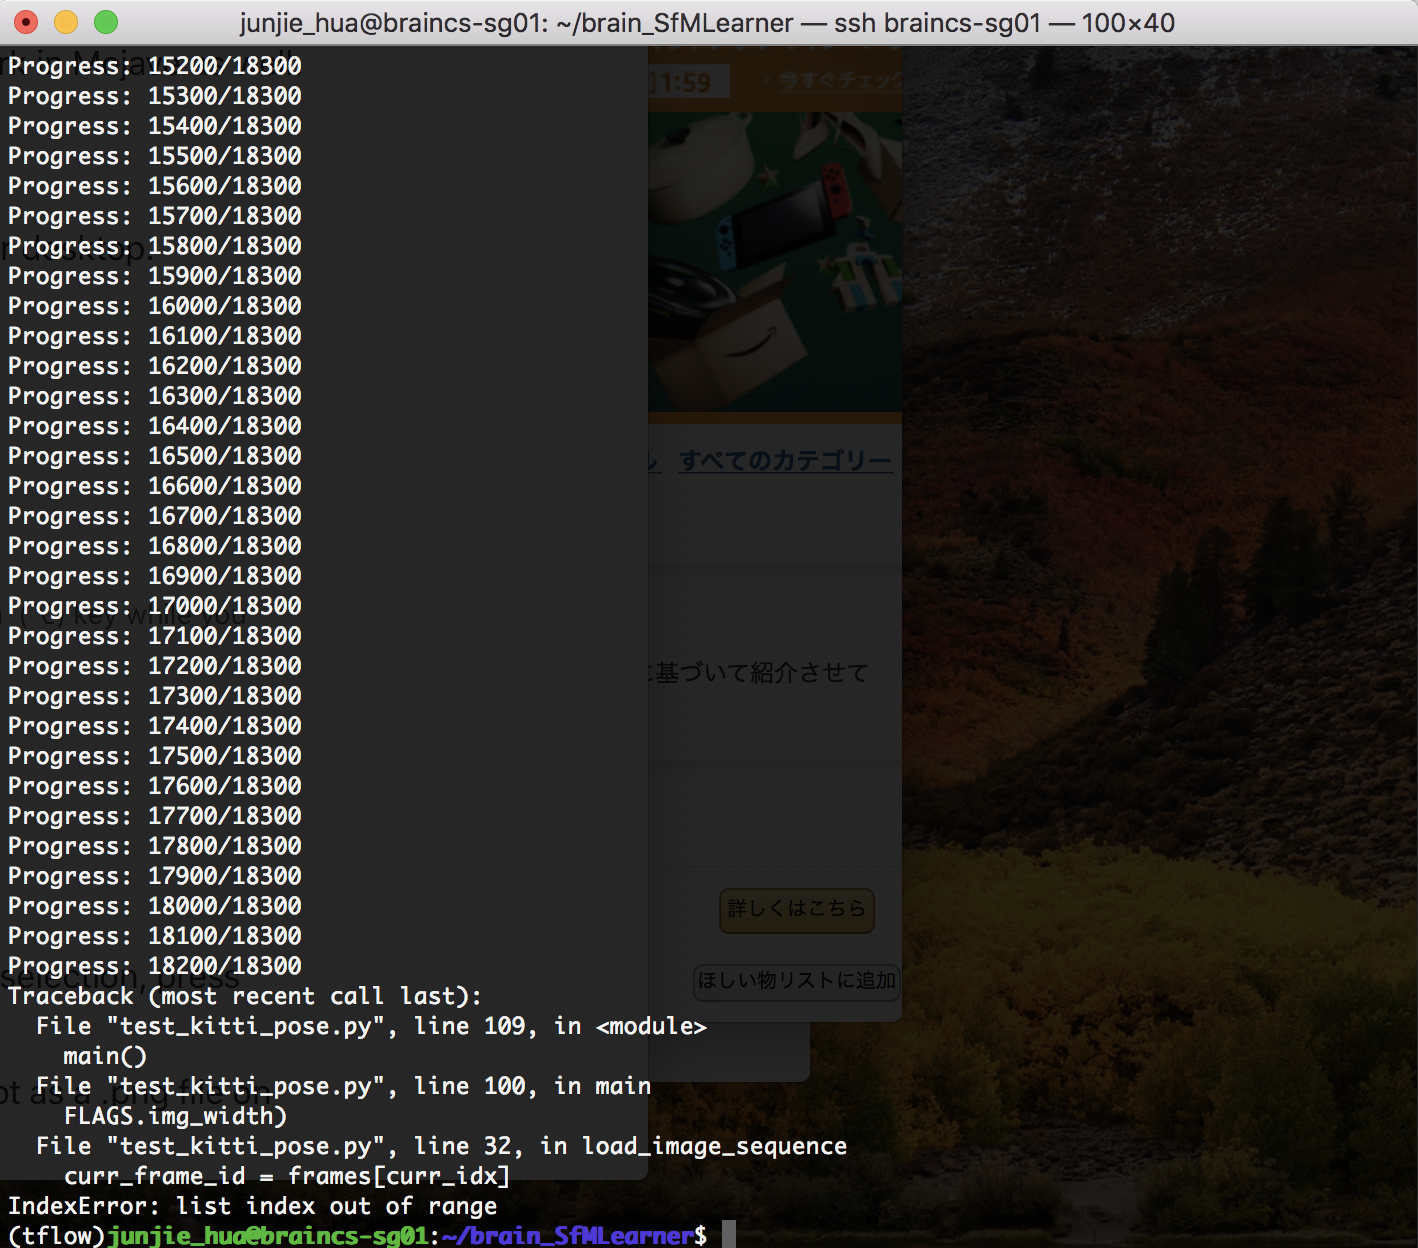 junjie_hua@braincs-sg01: ~/brain_SfMLearner — ssh braincs-sg01 — 100×40
Progress: 15200/18300
Progress: 15300/18300
Progress: 15400/18300
Progress: 15500/18300
Progress: 15600/18300
Progress: 15700/18300
Progress: 15800/18300
Progress: 15900/18300
Progress: 16000/18300
Progress: 16100/18300
Progress: 16200/18300
Progress: 16300/18300
Progress: 16400/18300
Progress: 16500/18300
Progress: 16600/18300
Progress: 16700/18300
Progress: 16800/18300
Progress: 16900/18300
Progress: 17000/18300
Progress: 17100/18300
Progress: 17200/18300
Progress: 17300/18300
Progress: 17400/18300
Progress: 17500/18300
Progress: 17600/18300
Progress: 17700/18300
Progress: 17800/18300
Progress: 17900/18300
Progress: 18000/18300
Progress: 18100/18300
Progress: 18200/18300
Traceback (most recent call last):
  File "test_kitti_pose.py", line 109, in <module>
    main()
  File "test_kitti_pose.py", line 100, in main
    FLAGS.img_width)
  File "test_kitti_pose.py", line 32, in load_image_sequence
    curr_frame_id = frames[curr_idx]
IndexError: list index out of range
(tflow)junjie_hua@braincs-sg01:~/brain_SfMLearner$
1:59
今すぐチェック
すべてのカテゴリー
に基づいて紹介させて
詳しくはこちら
ほしい物リストに追加
desktop.
key while you
selection, press
as a .png file on